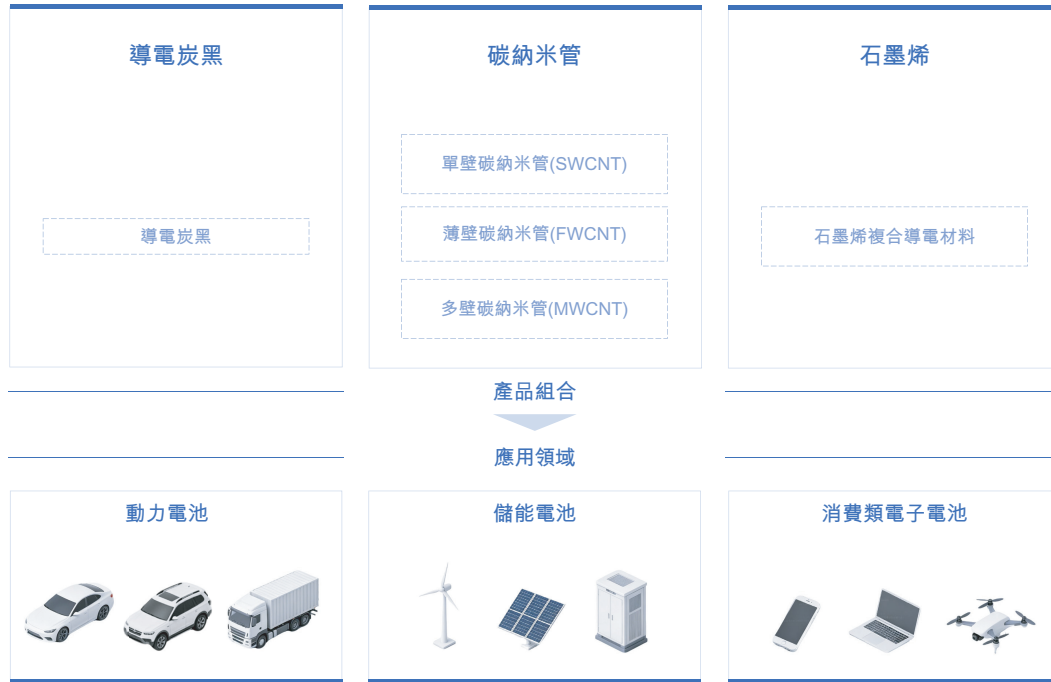 導電炭黑
碳納米管
石墨烯
單壁碳納米管(SWCNT)
導電炭黑
薄壁碳納米管(FWCNT)
石墨烯複合導電材料
多壁碳納米管(MWCNT)
產品組合
應用領域
動力電池
儲能電池
消費類電子電池